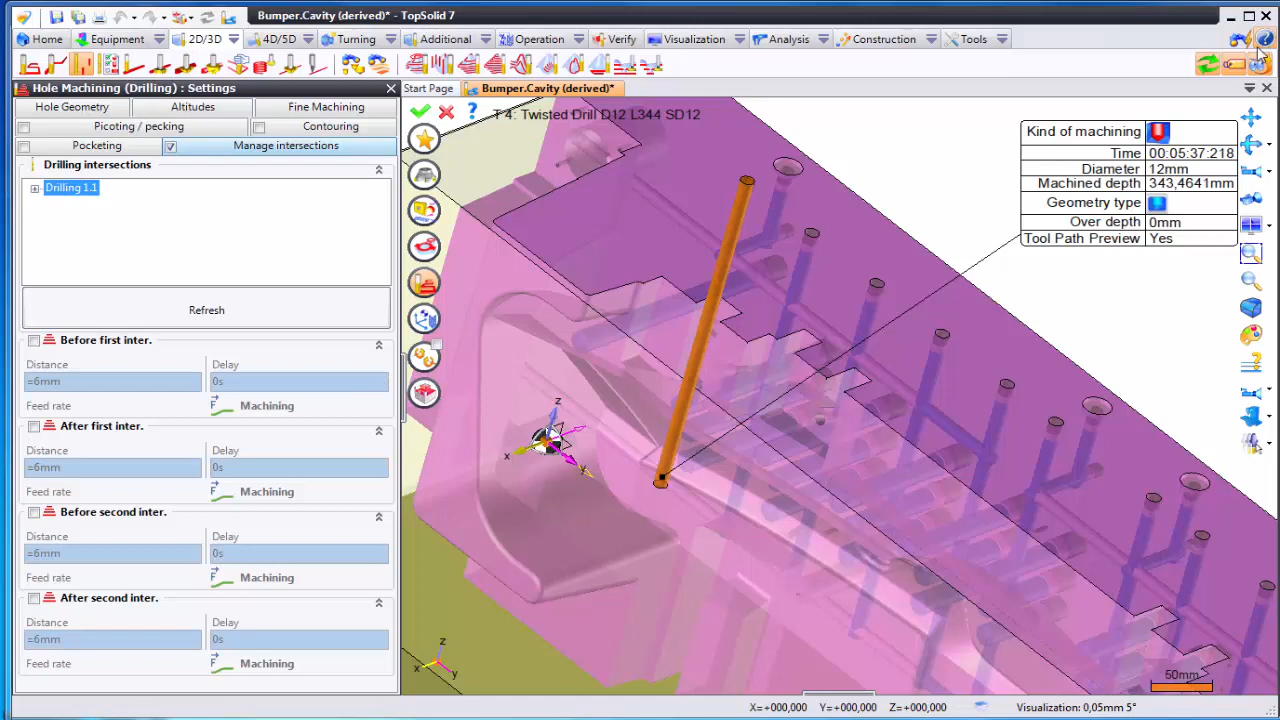 Bumper.Cavity (derived)* - TopSolid 7
Home Equipment 2D/3D 4D/5D Turning Additional Operation Verify Visualization Analysis Construction Tools
Hole Machining (Drilling) : Settings
Start Page Bumper.Cavity (derived)*
Hole Geometry Altitudes Fine Machining
Picoting / pecking Contouring
Pocketing Manage intersections
Drilling intersections
Drilling 1.1
Refresh
Before first inter.
Distance Delay
=6mm 0s
Feed rate F Machining
After first inter.
Distance Delay
=6mm 0s
Feed rate F Machining
Before second inter.
Distance Delay
=6mm 0s
Feed rate F Machining
After second inter.
Distance Delay
=6mm 0s
Feed rate F Machining
T 4: Twisted Drill D12 L344 SD12
Kind of machining
Time 00:05:37:218
Diameter 12mm
Machined depth 343,4641mm
Geometry type
Over depth 0mm
Tool Path Preview Yes
z
x
y
z
x
y
50mm
X=+000,000 Y=+000,000 Z=+000,000 Visualization: 0,05mm 5°